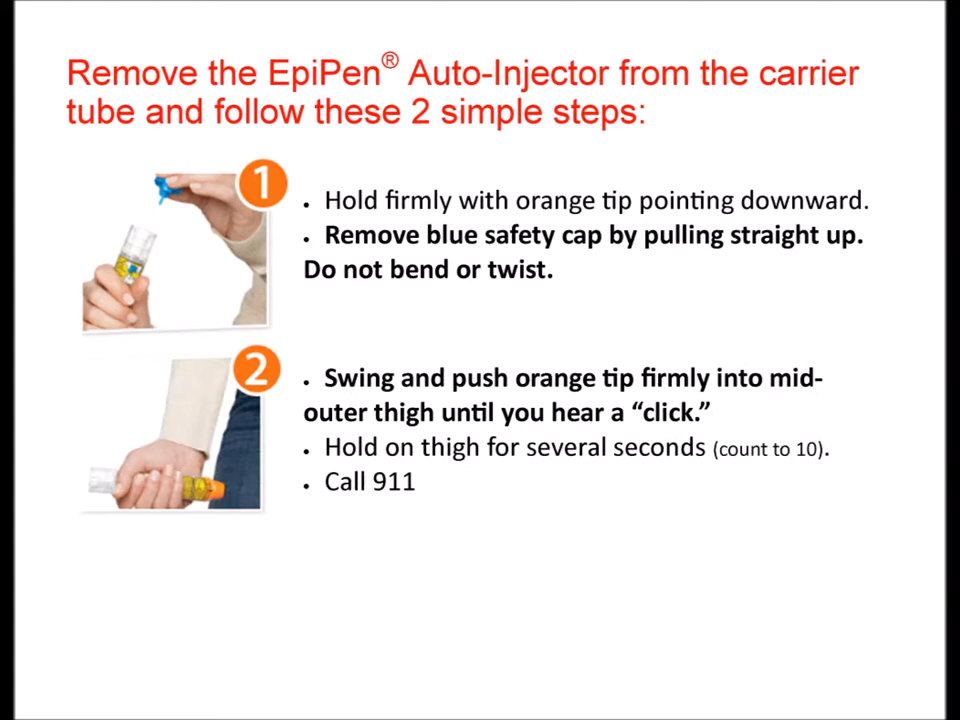 Remove the EpiPen® Auto-Injector from the carrier
tube and follow these 2 simple steps:
1
• Hold firmly with orange tip pointing downward.
• Remove blue safety cap by pulling straight up.
Do not bend or twist.
2
• Swing and push orange tip firmly into mid-
outer thigh until you hear a “click.”
• Hold on thigh for several seconds (count to 10).
• Call 911